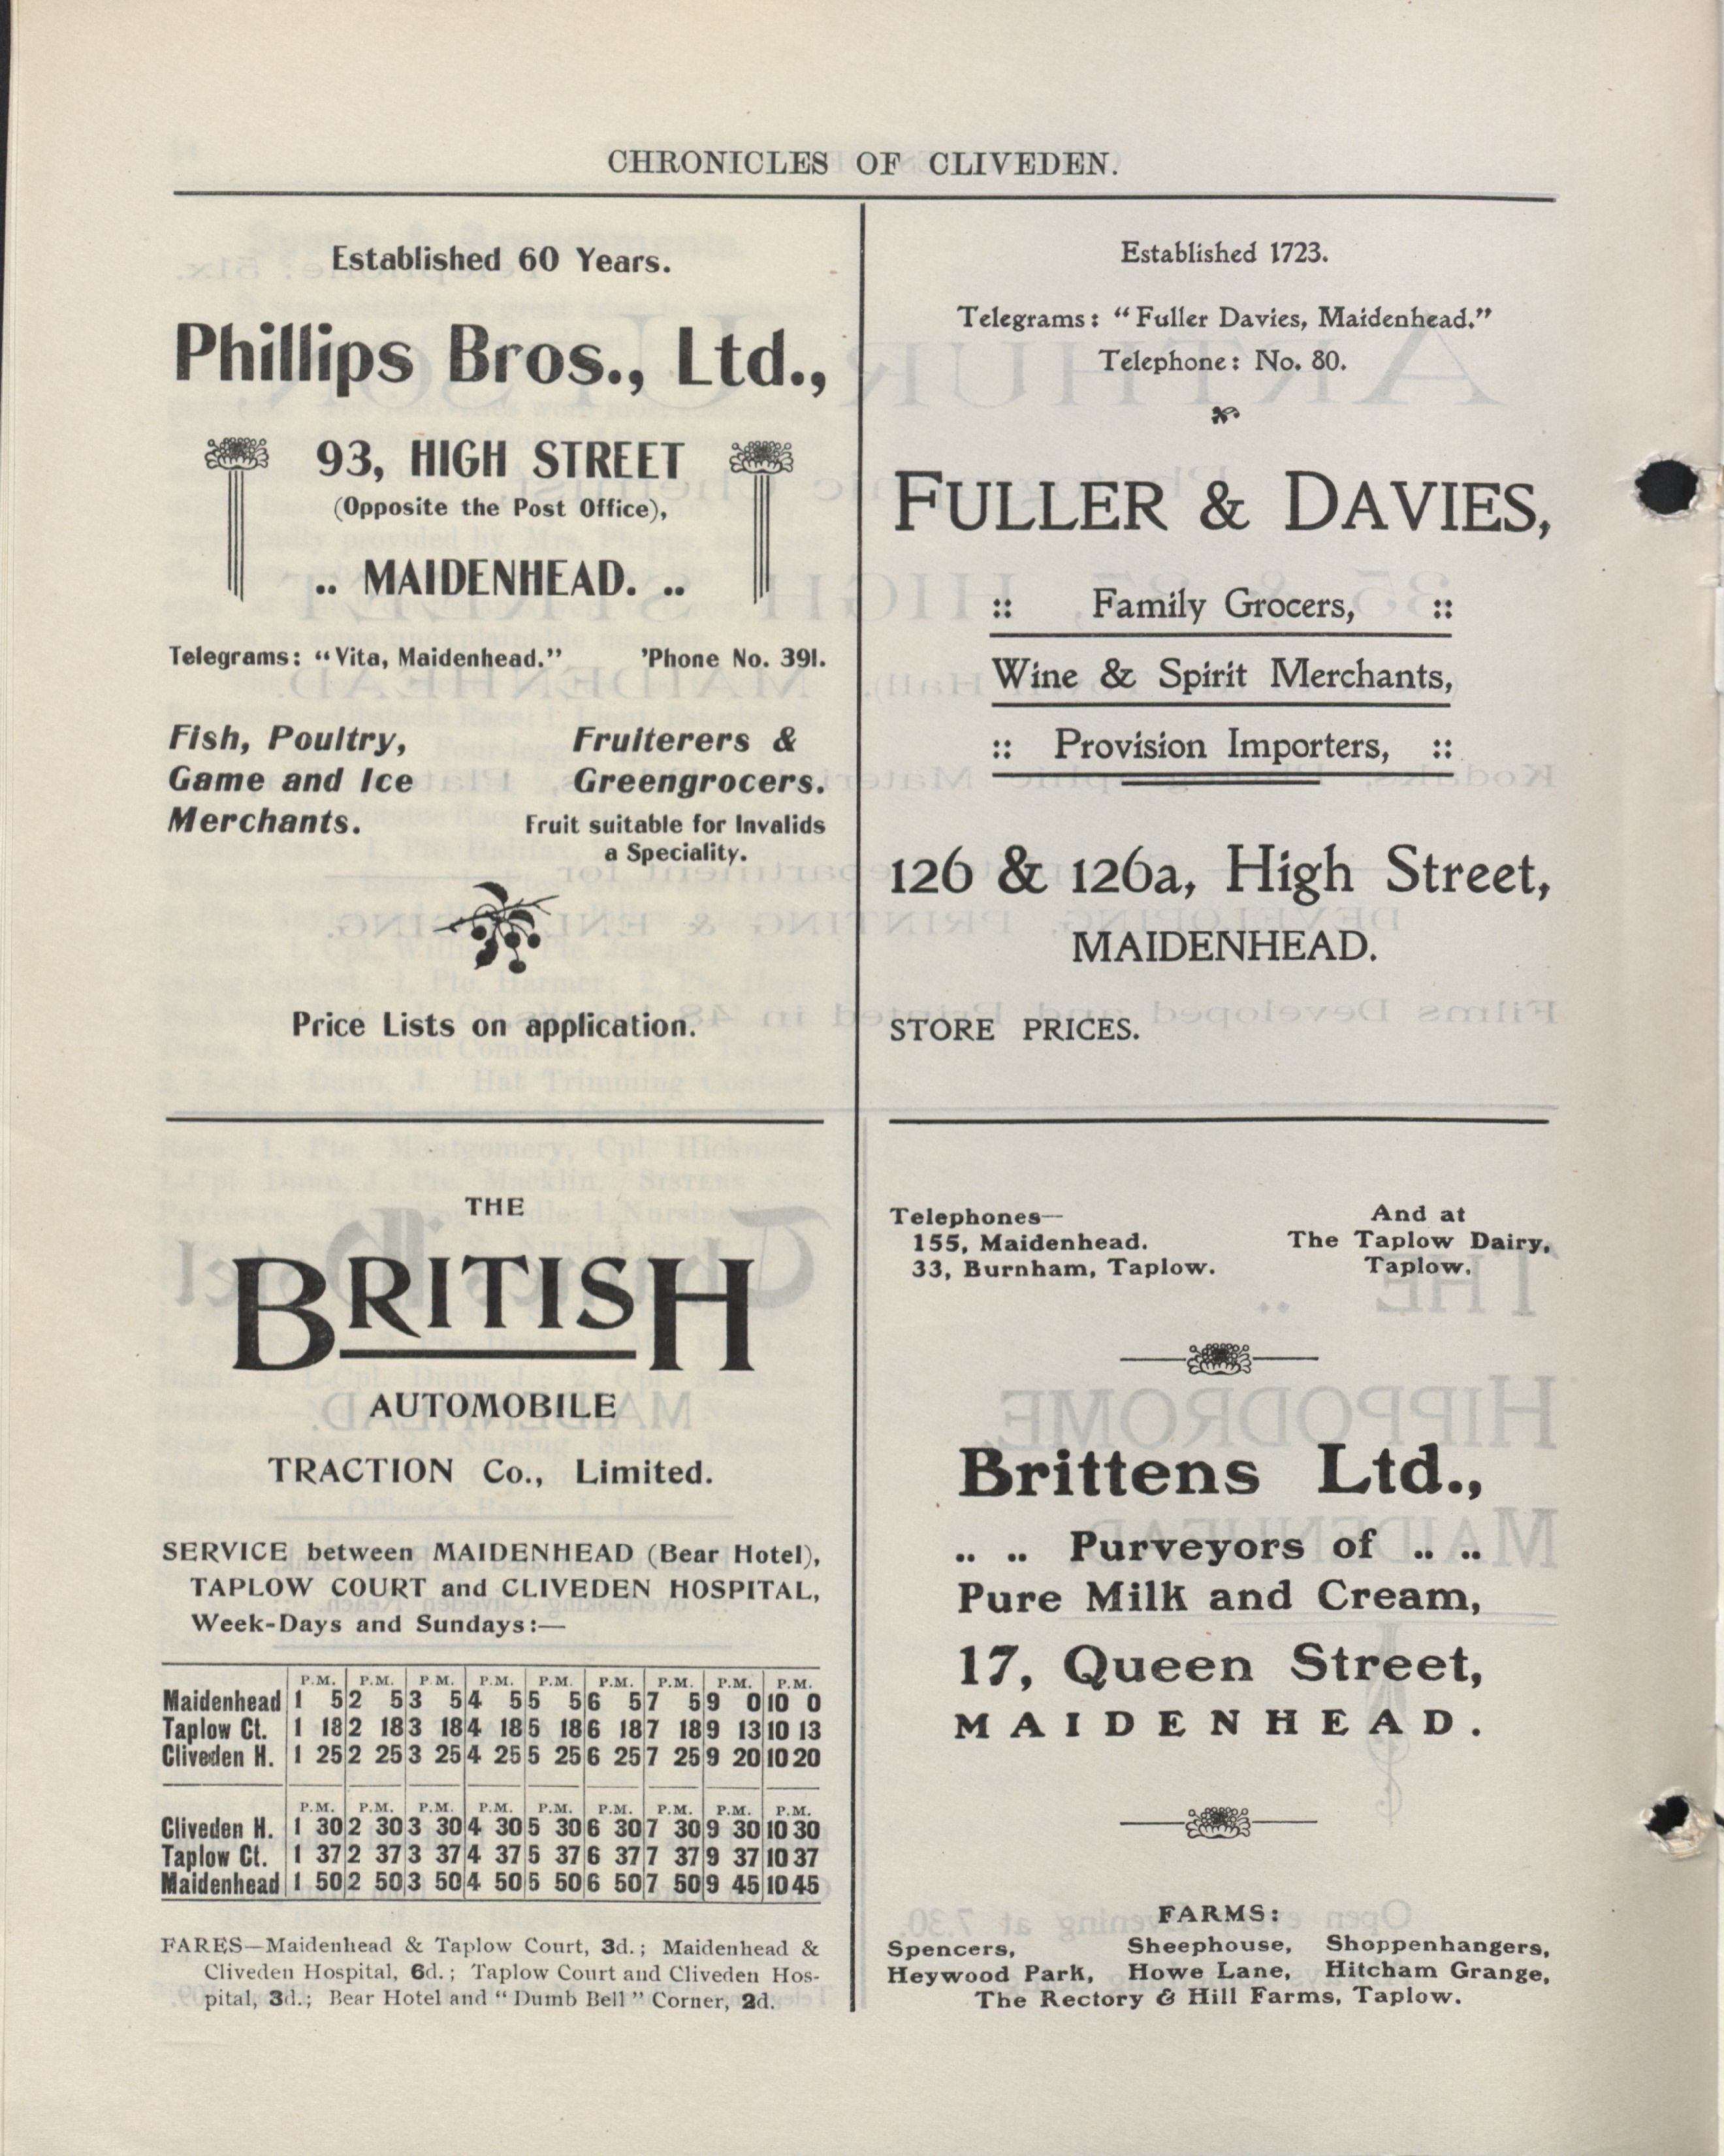 CHRONICLES OF CLIVEDEN.
Established 60 Years.
Phillips Bros., Ltd.,
93, HIGH STREET
(Opposite the Post Office),
.. MAIDENHEAD. ..
Telegrams: “Vita, Maidenhead.” ’Phone No. 391.
Fish, Poultry,
Game and Ice
Merchants.
Fruiterers &
Greengrocers.
Fruit suitable for Invalids
a Speciality.
Price Lists on application.
Established 1723.
Telegrams: “Fuller Davies, Maidenhead.”
Telephone: No. 80.
FULLER & DAVIES,
:: Family Grocers, ::
Wine & Spirit Merchants,
:: Provision Importers, ::
126 & 126a, High Street,
MAIDENHEAD.
STORE PRICES.
THE
BRITISH
AUTOMOBILE
TRACTION Co., Limited.
SERVICE between MAIDENHEAD (Bear Hotel),
TAPLOW COURT and CLIVEDEN HOSPITAL,
Week-Days and Sundays:—
P.M. P.M. P.M. P.M. P.M. P.M. P.M. P.M. P.M.
Maidenhead 1 5 2 5 3 5 4 5 5 5 6 5 7 5 9 0 10 0
Taplow Ct. 1 18 2 18 3 18 4 18 5 18 6 18 7 18 9 13 10 13
Cliveden H. 1 25 2 25 3 25 4 25 5 25 6 25 7 25 9 20 10 20
P.M. P.M. P.M. P.M. P.M. P.M. P.M. P.M. P.M.
Cliveden H. 1 30 2 30 3 30 4 30 5 30 6 30 7 30 9 30 10 30
Taplow Ct. 1 37 2 37 3 37 4 37 5 37 6 37 7 37 9 37 10 37
Maidenhead 1 50 2 50 3 50 4 50 5 50 6 50 7 50 9 45 10 45
FARES—Maidenhead & Taplow Court, 3d.; Maidenhead &
Cliveden Hospital, 6d.; Taplow Court and Cliveden Hos-
pital, 3d.; Bear Hotel and “Dumb Bell” Corner, 2d.
Telephones—
155, Maidenhead.
33, Burnham, Taplow.
And at
The Taplow Dairy,
Taplow.
Brittens Ltd.,
.. .. Purveyors of .. ..
Pure Milk and Cream,
17, Queen Street,
MAIDENHEAD.
FARMS:
Spencers, Sheephouse, Shoppenhangers,
Heywood Park, Howe Lane, Hitcham Grange,
The Rectory & Hill Farms, Taplow.